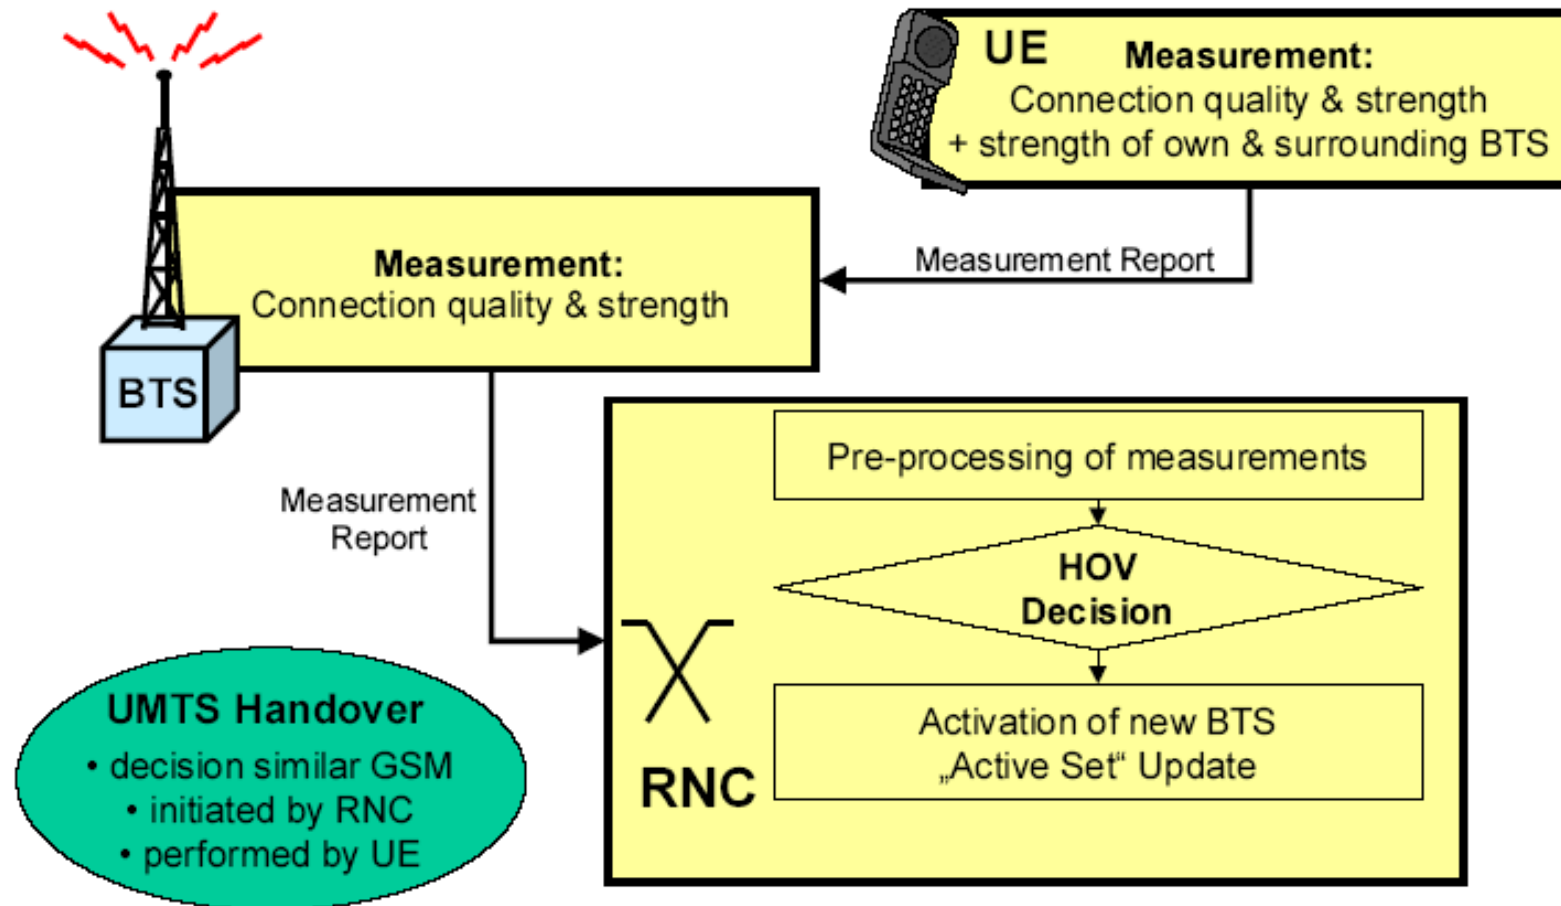 UE
Measurement:
Connection quality & strength
+ strength of own & surrounding BTS
Measurement Report
Measurement:
Connection quality & strength
BTS
Measurement
Report
Pre-processing of measurements
HOV
Decision
Activation of new BTS
„Active Set“ Update
RNC
UMTS Handover
• decision similar GSM
• initiated by RNC
• performed by UE